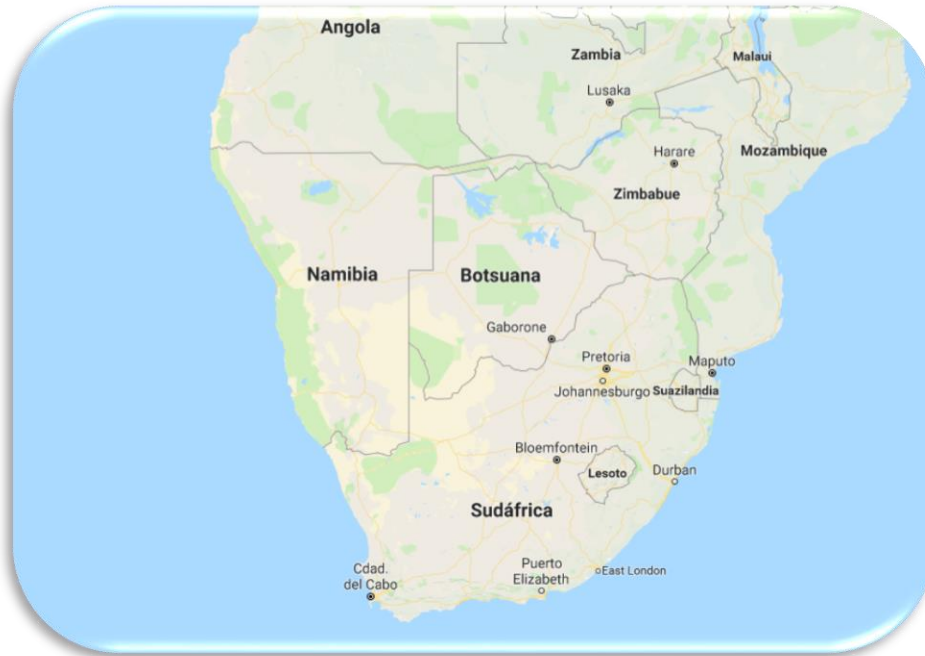 Angola
Zambia
Malaui
Lusaka
Mozambique
Harare
Zimbabue
Namibia
Botsuana
Gaborone
Pretoria
Maputo
Johannesburgo
Suazilandia
Bloemfontein
Lesoto
Durban
Sudáfrica
Puerto
Elizabeth
East London
Cdad.
del Cabo